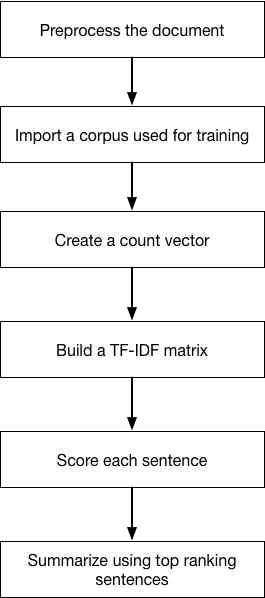 Preprocess the document
Import a corpus used for training
Create a count vector
Build a TF-IDF matrix
Score each sentence
Summarize using top ranking
sentences